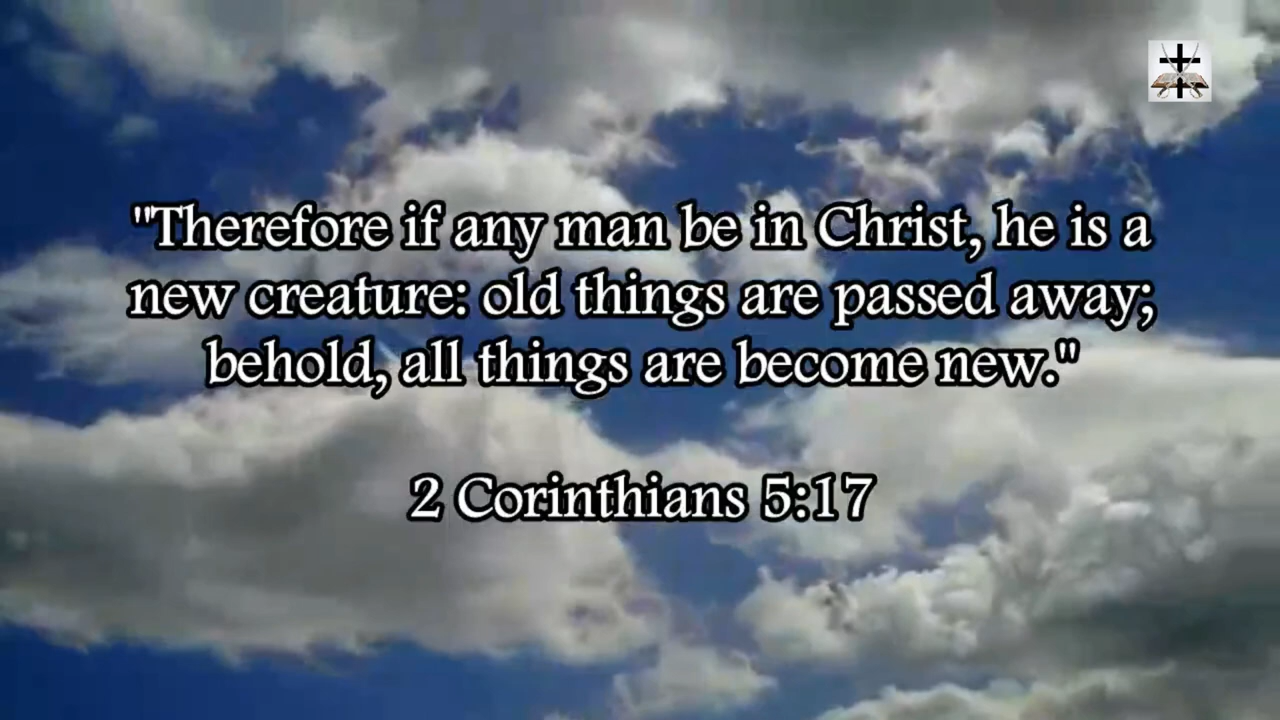 "Therefore if any man be in Christ, he is a
new creature: old things are passed away;
behold, all things are become new."
2 Corinthians 5:17